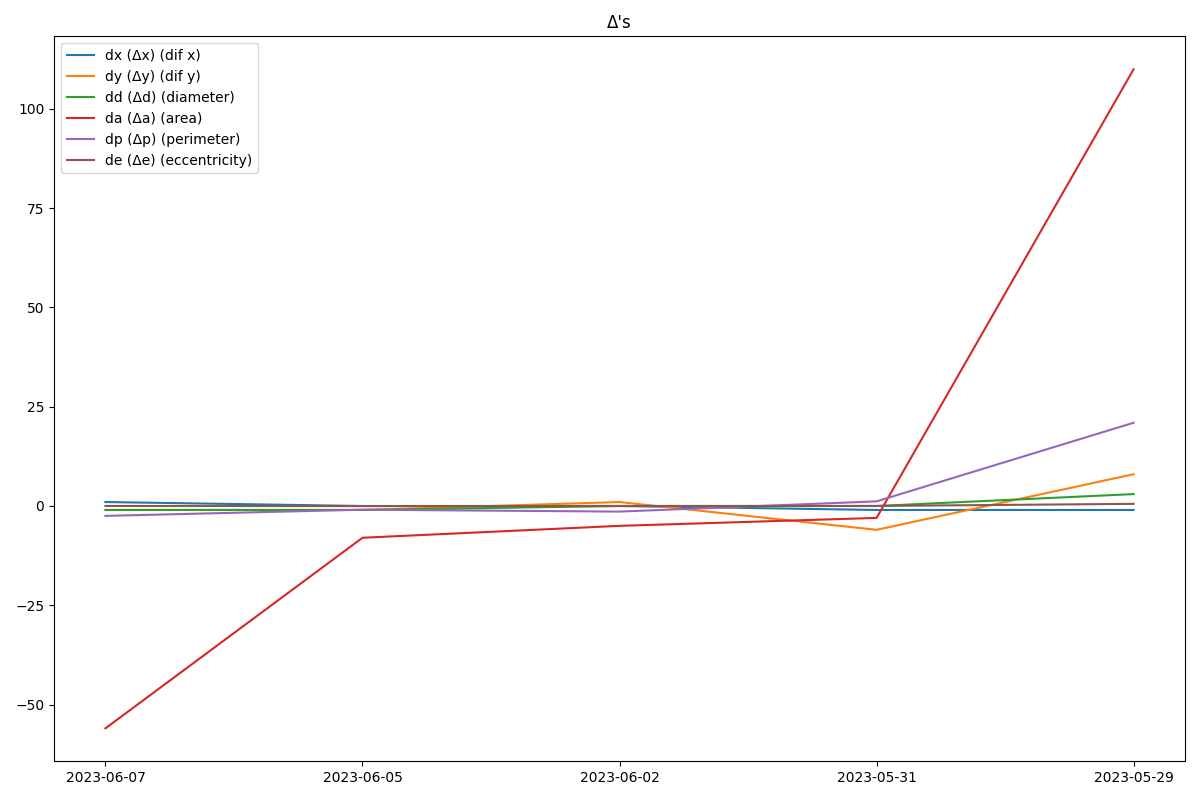 Δ's
dx (Δx) (dif x)
dy (Δy) (dif y)
dd (Δd) (diameter)
da (Δa) (area)
dp (Δp) (perimeter)
de (Δe) (eccentricity)
100
75
50
25
0
−25
−50
2023-06-07 2023-06-05 2023-06-02 2023-05-31 2023-05-29